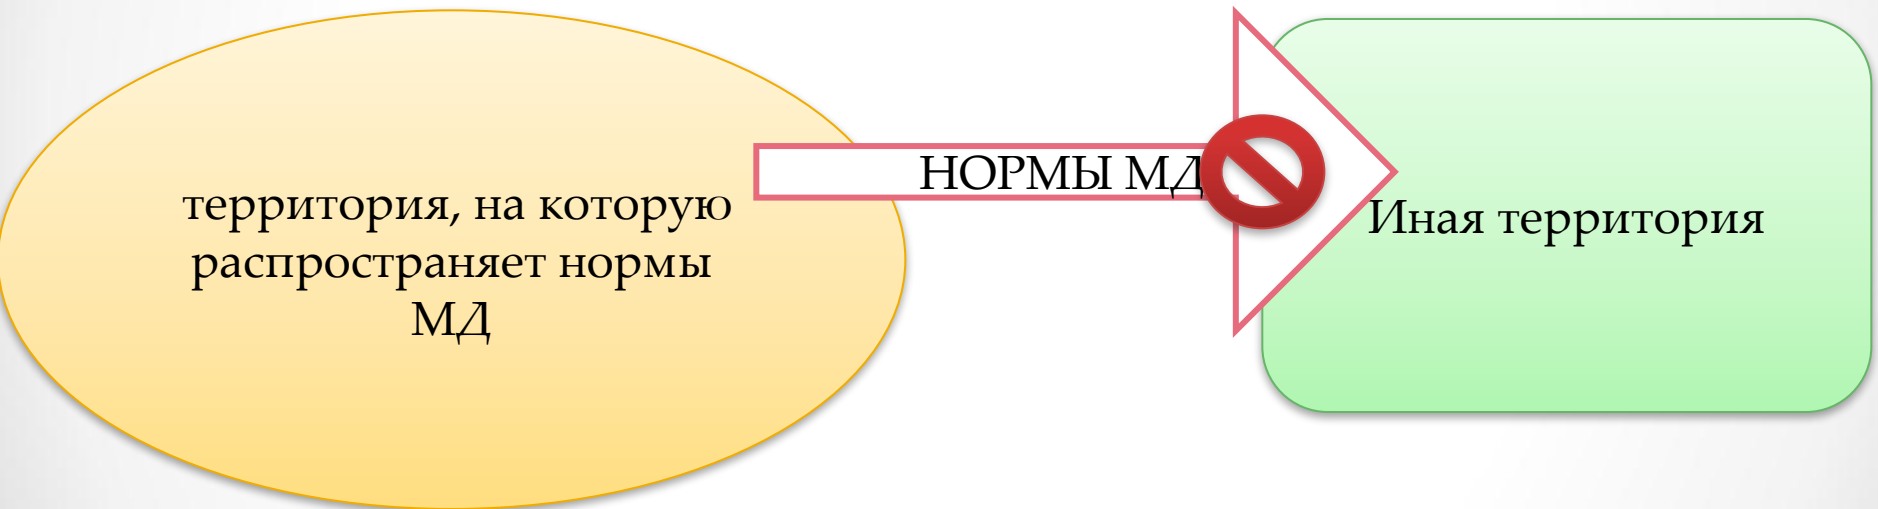 территория, на которую
распространяет нормы
МД
НОРМЫ МД
Иная территория